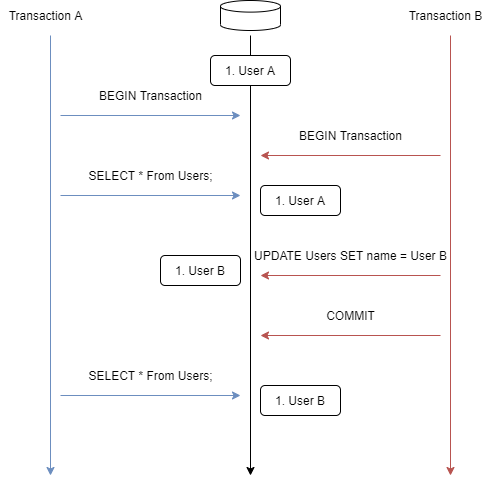 Transaction A
Transaction B
1. User A
BEGIN Transaction
BEGIN Transaction
SELECT * From Users;
1. User A
UPDATE Users SET name = User B
1. User B
COMMIT
SELECT * From Users;
1. User B